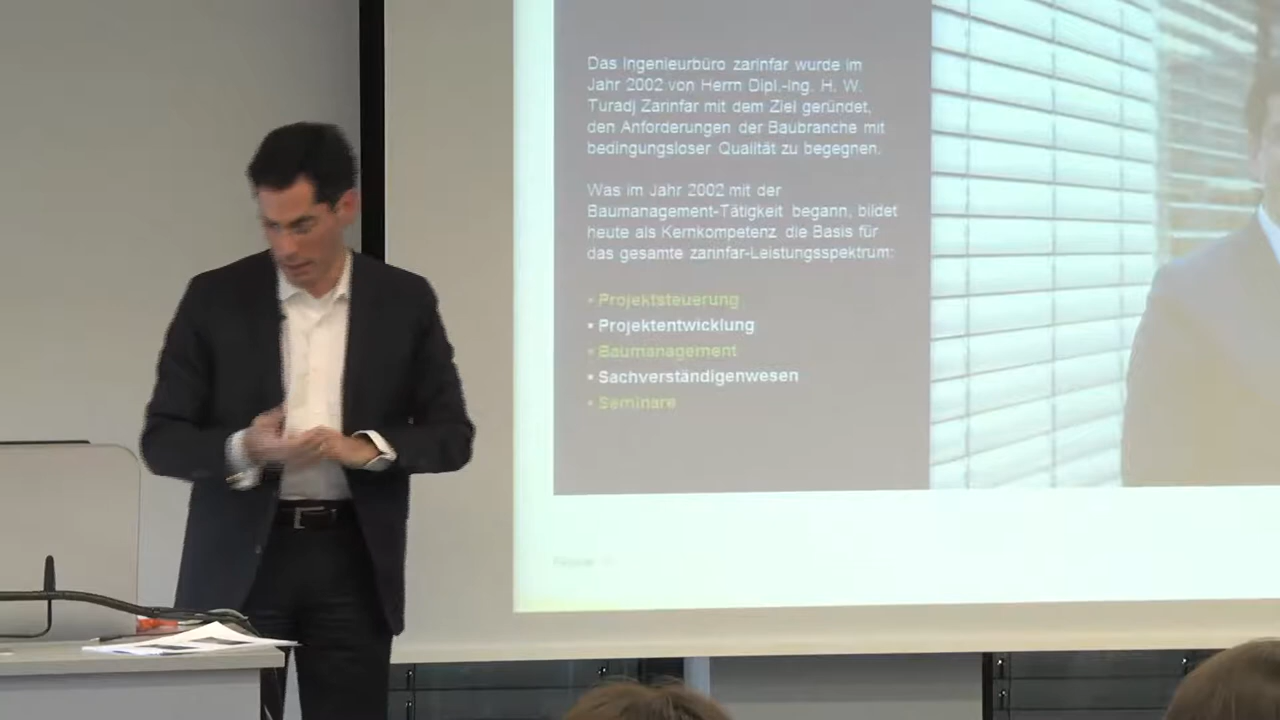 Das Ingenieurbüro zarinfar wurde im
Jahr 2002 von Herrn Dipl.-Ing. H. W.
Turadj Zarinfar mit dem Ziel geründet,
den Anforderungen der Baubranche mit
bedingungsloser Qualität zu begegnen.
Was im Jahr 2002 mit der
Baumanagement-Tätigkeit begann, bildet
heute als Kernkompetenz die Basis für
das gesamte zarinfar-Leistungsspektrum:
• Projektsteuerung
• Projektentwicklung
• Baumanagement
• Sachverständigenwesen
• Seminare